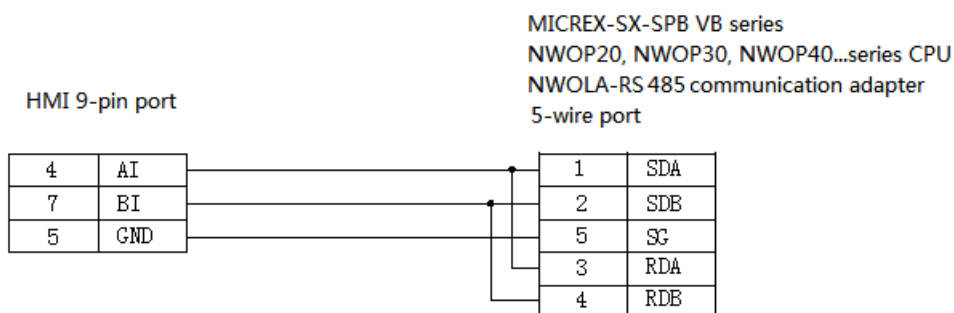 MICREX-SX-SPB VB series
NWOP20, NWOP30, NWOP40...series CPU
NWOLA-RS 485 communication adapter
5-wire port
HMI 9-pin port
4 AI
7 BI
5 GND
1 SDA
2 SDB
5 SG
3 RDA
4 RDB